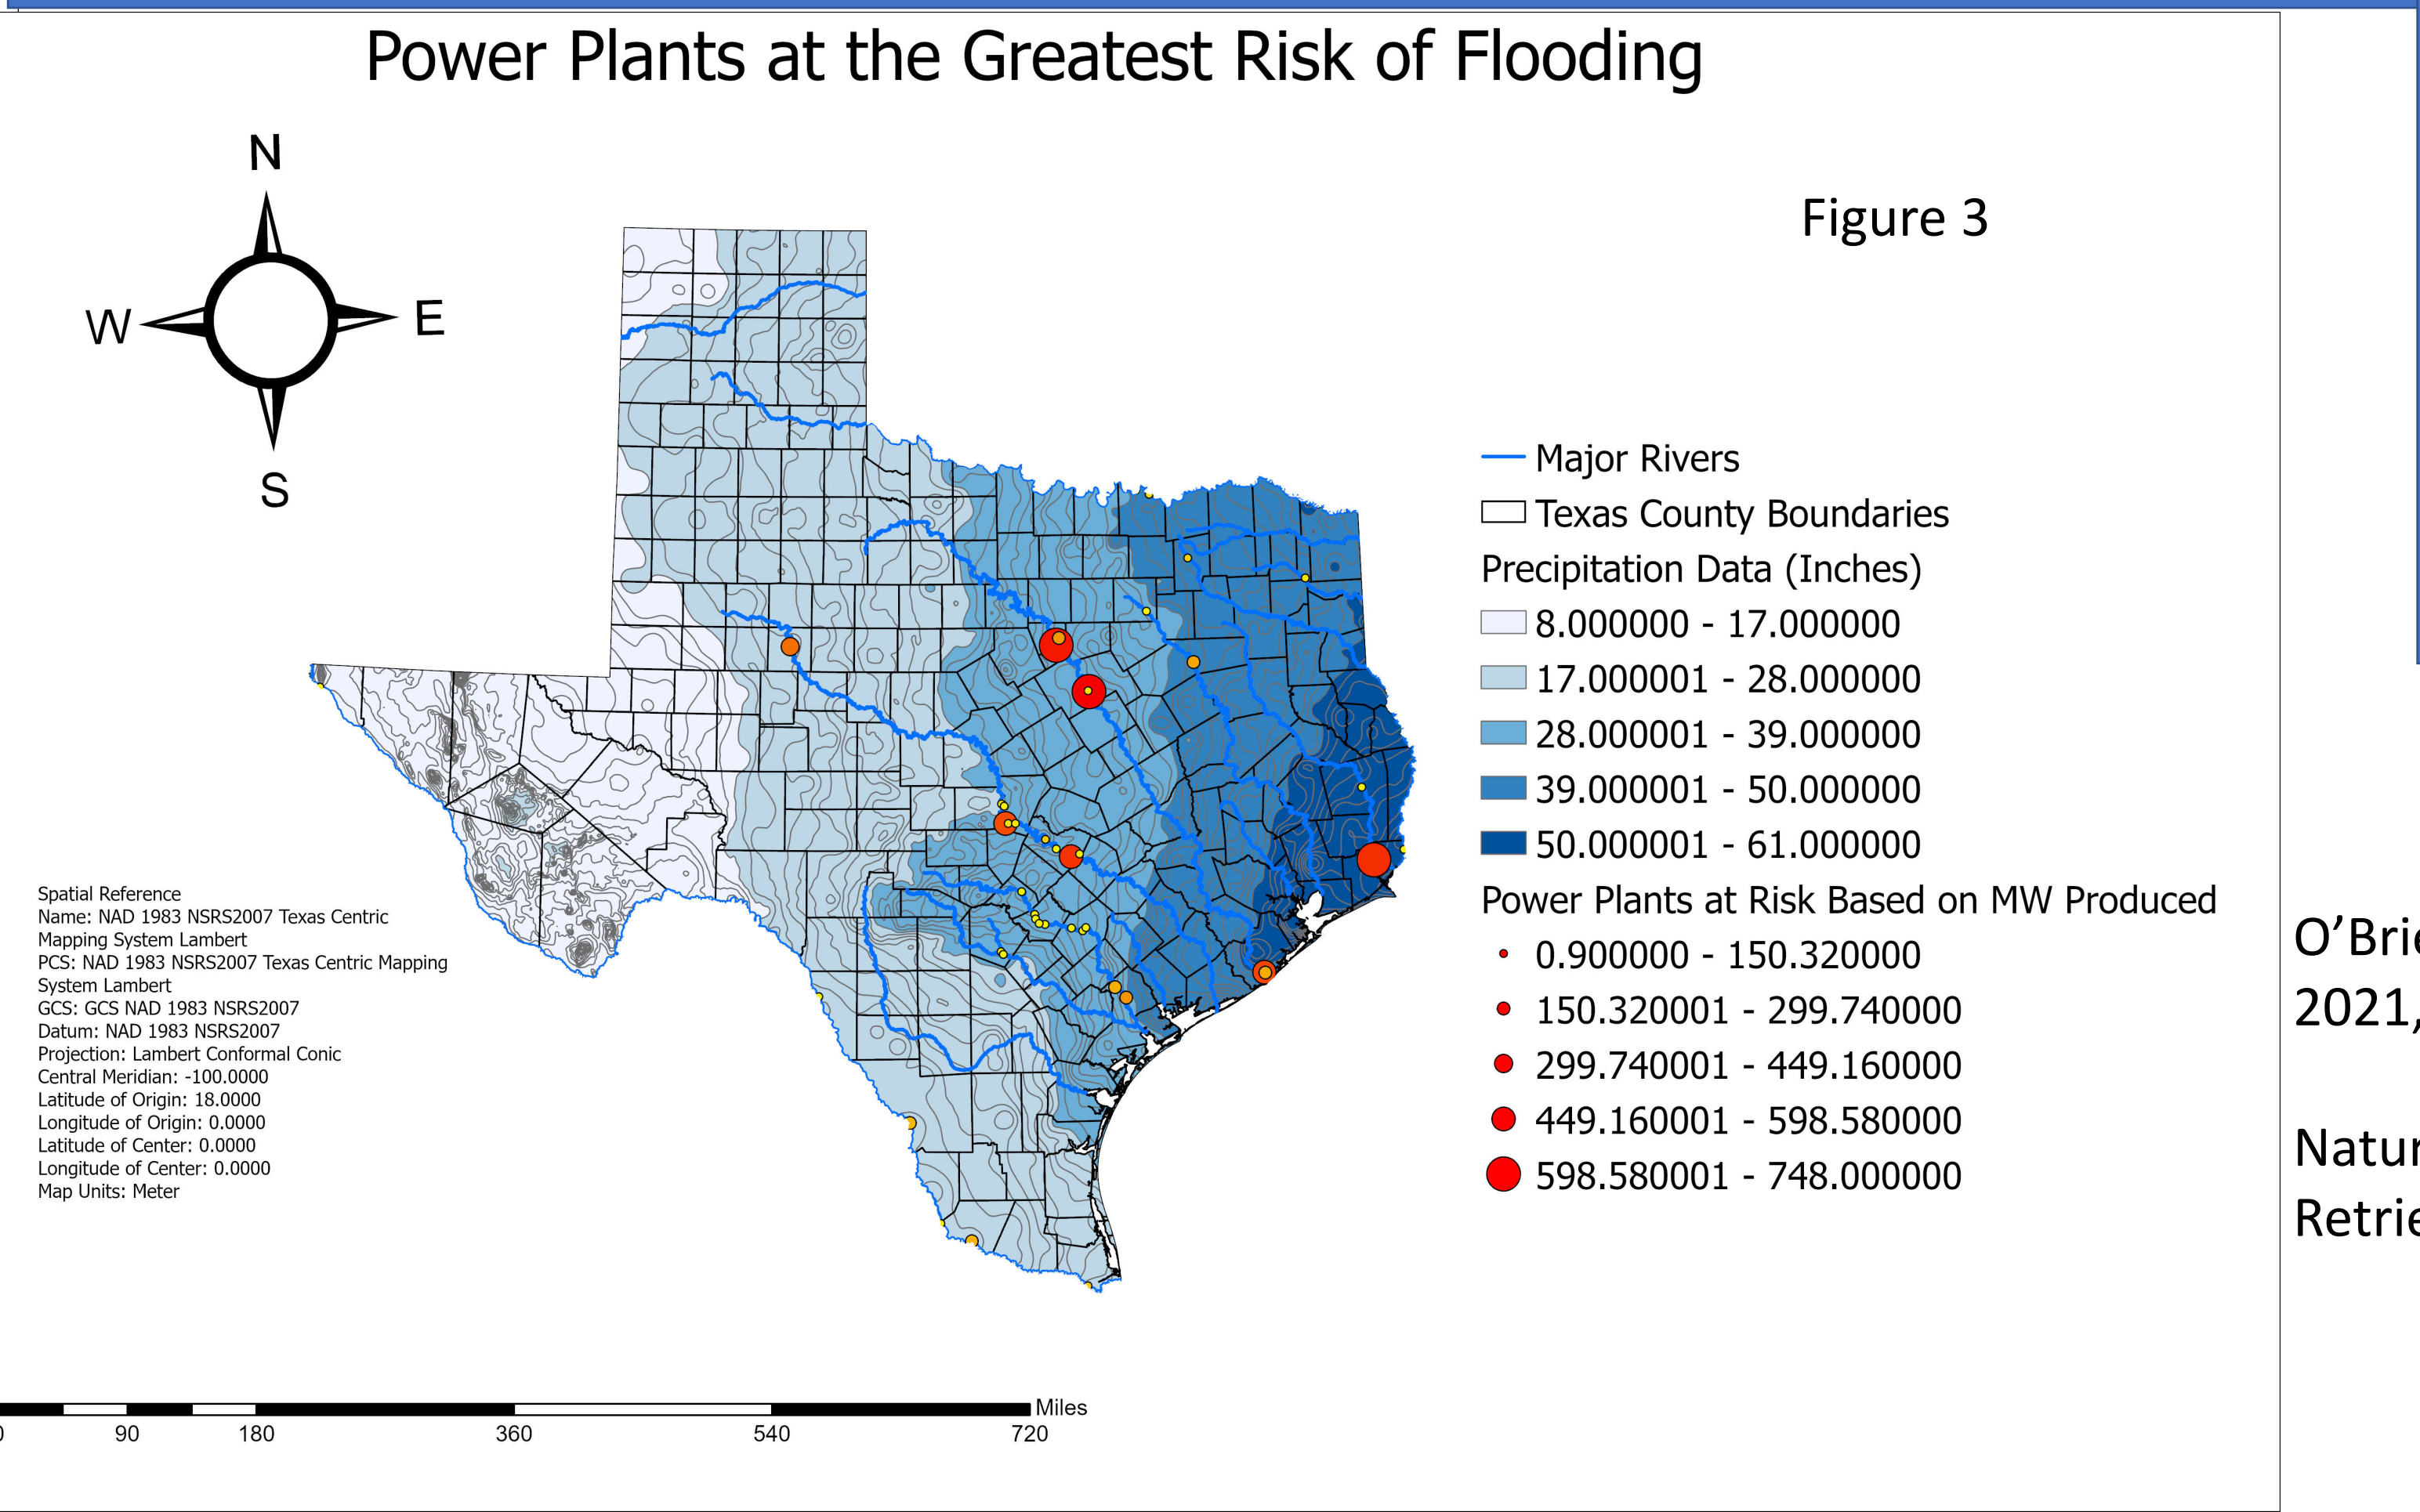 Power Plants at the Greatest Risk of Flooding
N
W
E
S
Figure 3
Major Rivers
Texas County Boundaries
Precipitation Data (Inches)
8.000000 - 17.000000
17.000001 - 28.000000
28.000001 - 39.000000
39.000001 - 50.000000
50.000001 - 61.000000
Power Plants at Risk Based on MW Produced
0.900000 - 150.320000
150.320001 - 299.740000
299.740001 - 449.160000
449.160001 - 598.580000
598.580001 - 748.000000
Spatial Reference
Name: NAD 1983 NSRS2007 Texas Centric
Mapping System Lambert
PCS: NAD 1983 NSRS2007 Texas Centric Mapping
System Lambert
GCS: GCS NAD 1983 NSRS2007
Datum: NAD 1983 NSRS2007
Projection: Lambert Conformal Conic
Central Meridian: -100.0000
Latitude of Origin: 18.0000
Longitude of Origin: 0.0000
Latitude of Center: 0.0000
Longitude of Center: 0.0000
Map Units: Meter
Miles
90 180 360 540 720
2021,